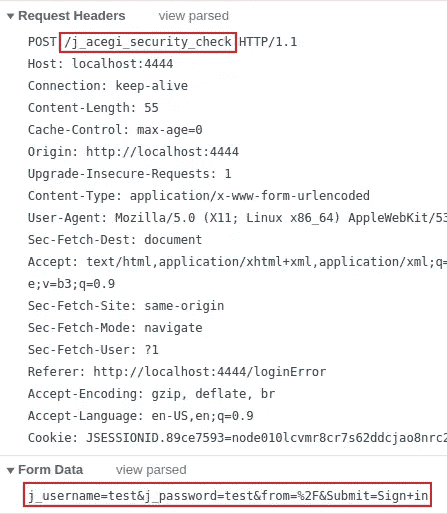 Request Headers view parsed
POST /j_acegi_security_check HTTP/1.1
Host: localhost:4444
Connection: keep-alive
Content-Length: 55
Cache-Control: max-age=0
Origin: http://localhost:4444
Upgrade-Insecure-Requests: 1
Content-Type: application/x-www-form-urlencoded
User-Agent: Mozilla/5.0 (X11; Linux x86_64) AppleWebKit/53
Sec-Fetch-Dest: document
Accept: text/html,application/xhtml+xml,application/xml;q=
e;v=b3;q=0.9
Sec-Fetch-Site: same-origin
Sec-Fetch-Mode: navigate
Sec-Fetch-User: ?1
Referer: http://localhost:4444/loginError
Accept-Encoding: gzip, deflate, br
Accept-Language: en-US,en;q=0.9
Cookie: JSESSIONID.89ce7593=node010lcvmr8cr7s62ddcjao8nrc2
Form Data view parsed
j_username=test&j_password=test&from=%2F&Submit=Sign+in